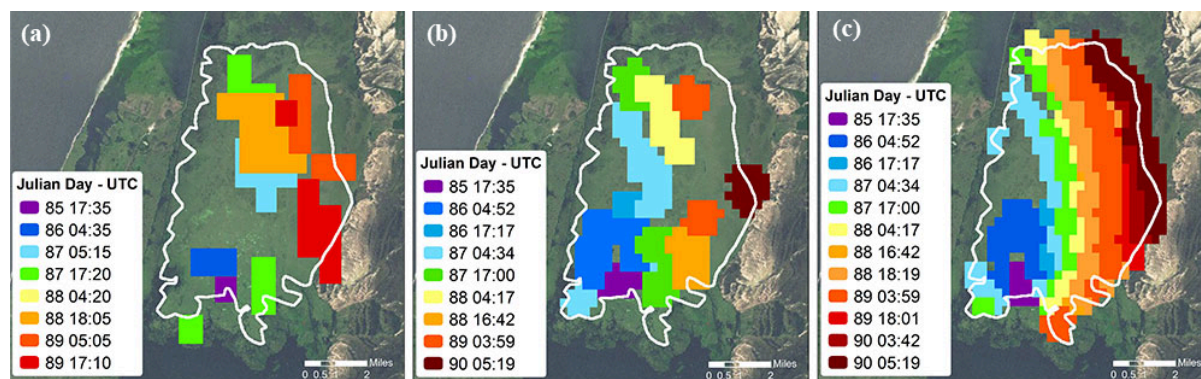 (a)
Julian Day - UTC
85 17:35
86 04:35
87 05:15
87 17:20
88 04:20
88 18:05
89 05:05
89 17:10
Miles
0 0.5 1 2
(b)
Julian Day - UTC
85 17:35
86 04:52
86 17:17
87 04:34
87 17:00
88 04:17
88 16:42
89 03:59
90 05:19
Miles
0 0.5 1 2
(c)
Julian Day - UTC
85 17:35
86 04:52
86 17:17
87 04:34
87 17:00
88 04:17
88 16:42
88 18:19
89 03:59
89 18:01
90 03:42
90 05:19
Miles
0 0.5 1 2